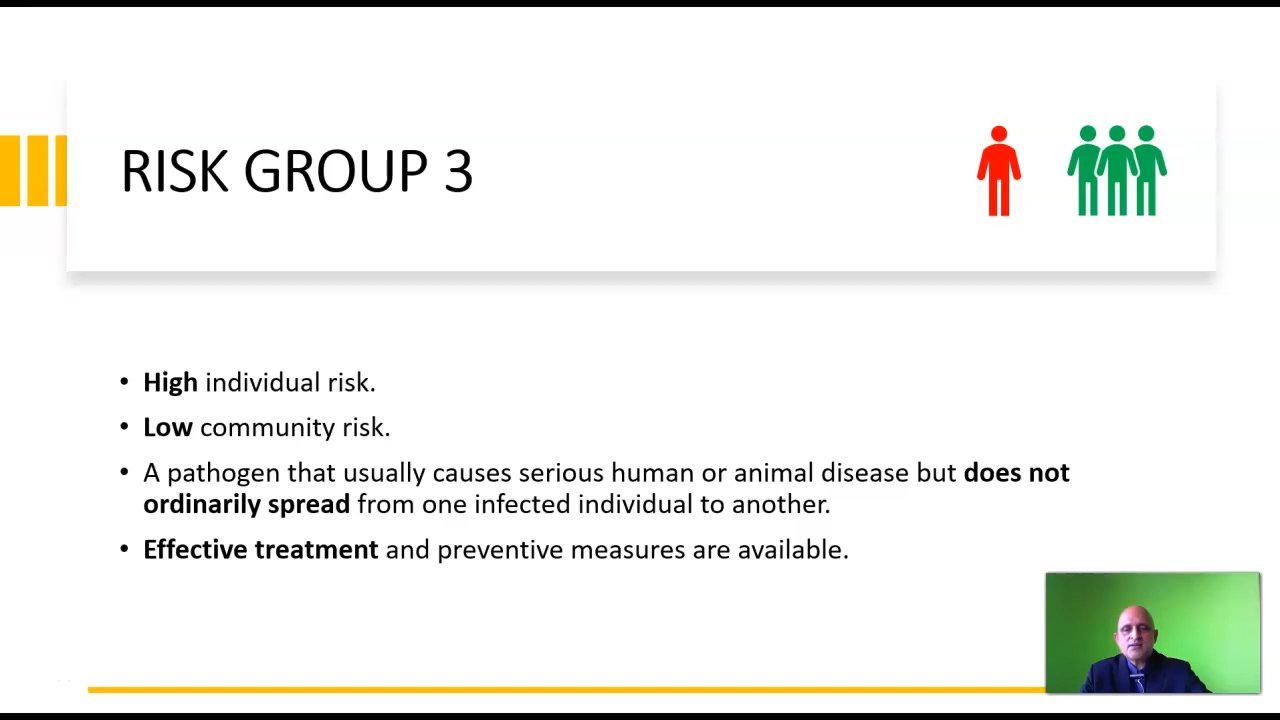 RISK GROUP 3
• High individual risk.
• Low community risk.
• A pathogen that usually causes serious human or animal disease but does not
ordinarily spread from one infected individual to another.
• Effective treatment and preventive measures are available.